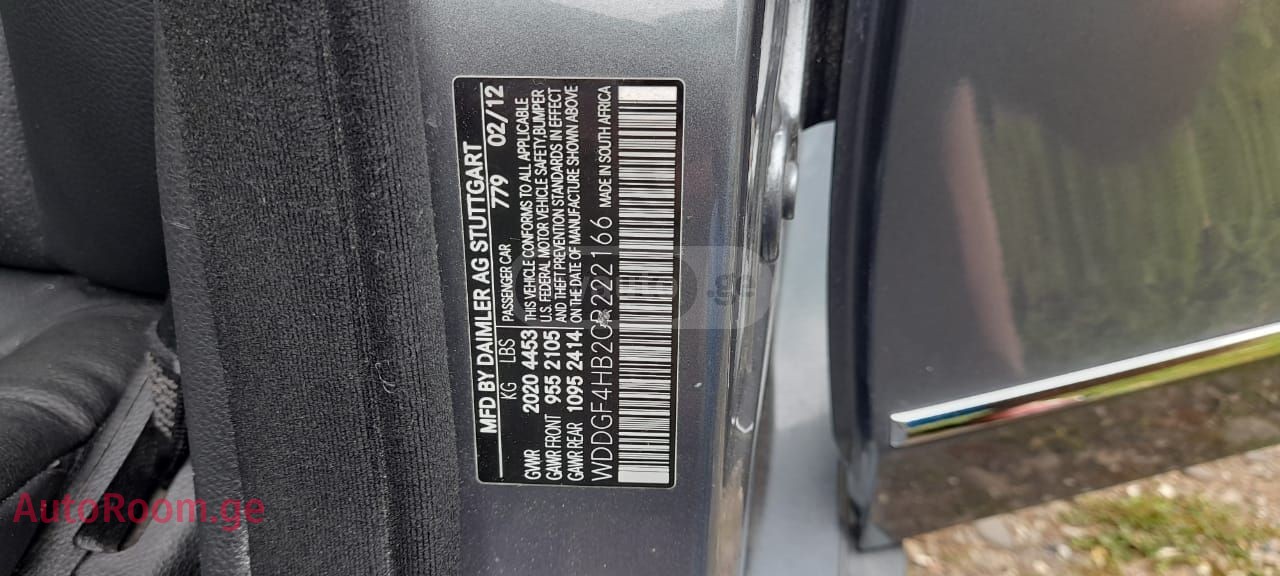 MFD BY DAIMLER AG STUTTGART
KG LBS PASSENGER CAR 779 02/12
GWR 2020 4453 THIS VEHICLE CONFORMS TO ALL APPLICABLE
U.S. FEDERAL MOTOR VEHICLE SAFETY,BUMPER
GAWR FRONT 955 2105 AND THEFT PREVENTION STANDARDS IN EFFECT
GAWR REAR 1095 2414 ON THE DATE OF MANUFACTURE SHOWN ABOVE
WDDGF4HB2CR222166 MADE IN SOUTH AFRICA
.ge
AutoRoom.ge